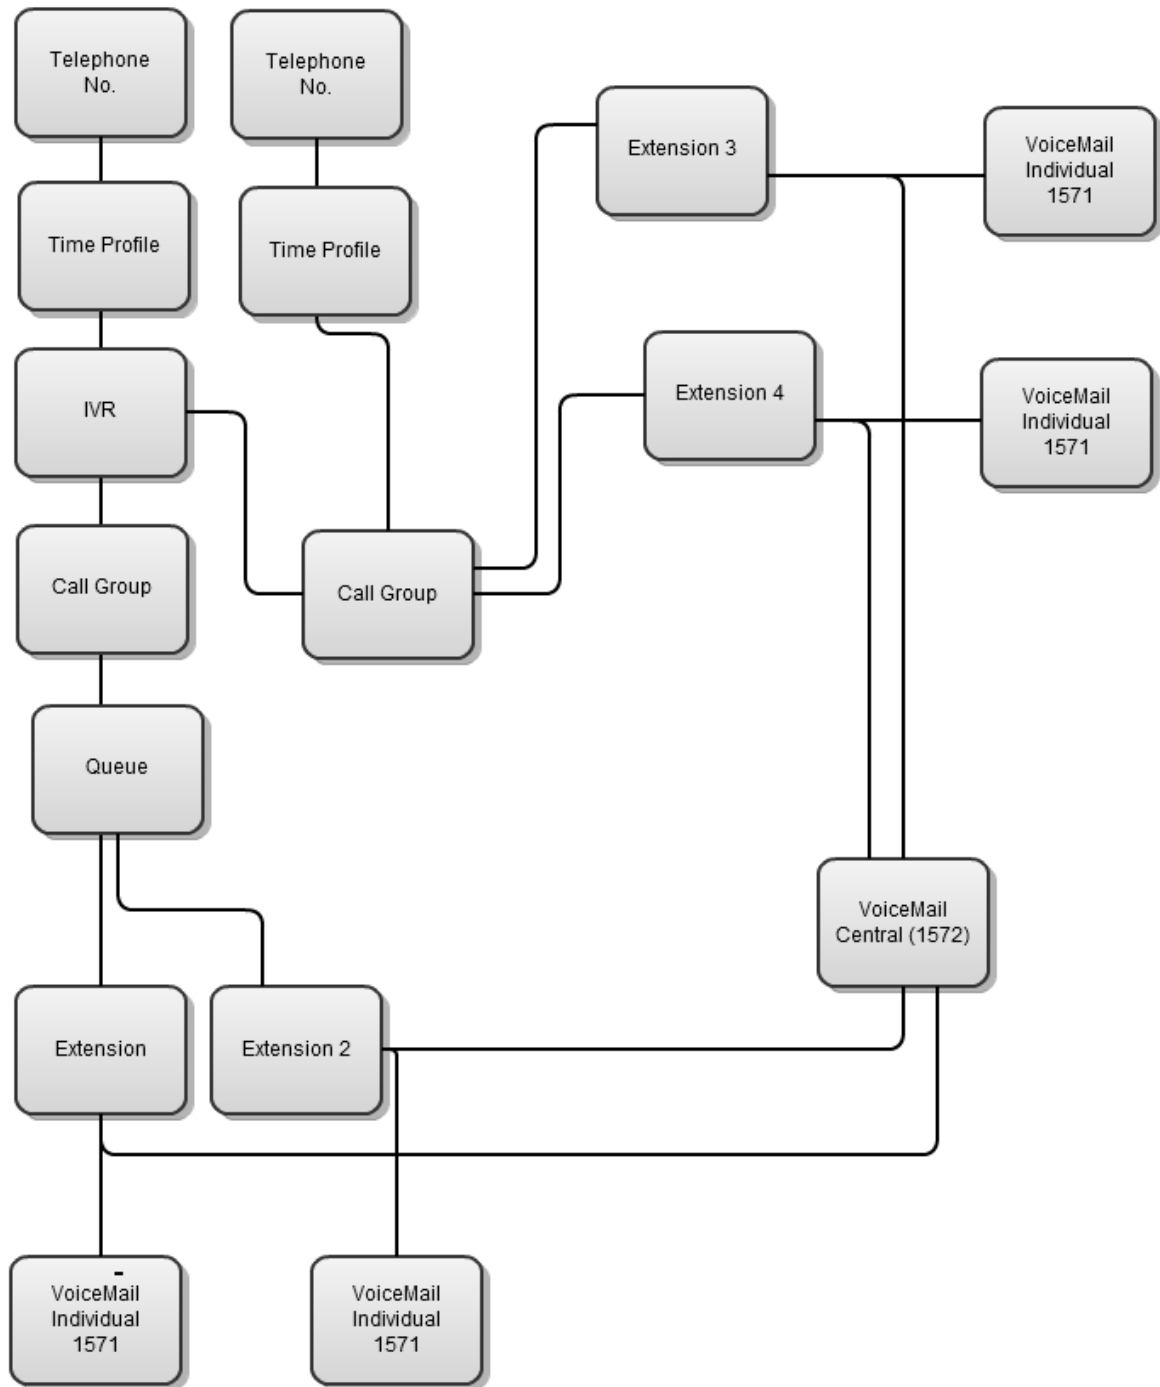 Telephone
No.
Telephone
No.
Extension 3
VoiceMail
Individual
1571
Time Profile
Time Profile
IVR
Extension 4
VoiceMail
Individual
1571
Call Group
Call Group
Queue
VoiceMail
Central (1572)
Extension
Extension 2
-
VoiceMail
Individual
1571
VoiceMail
Individual
1571